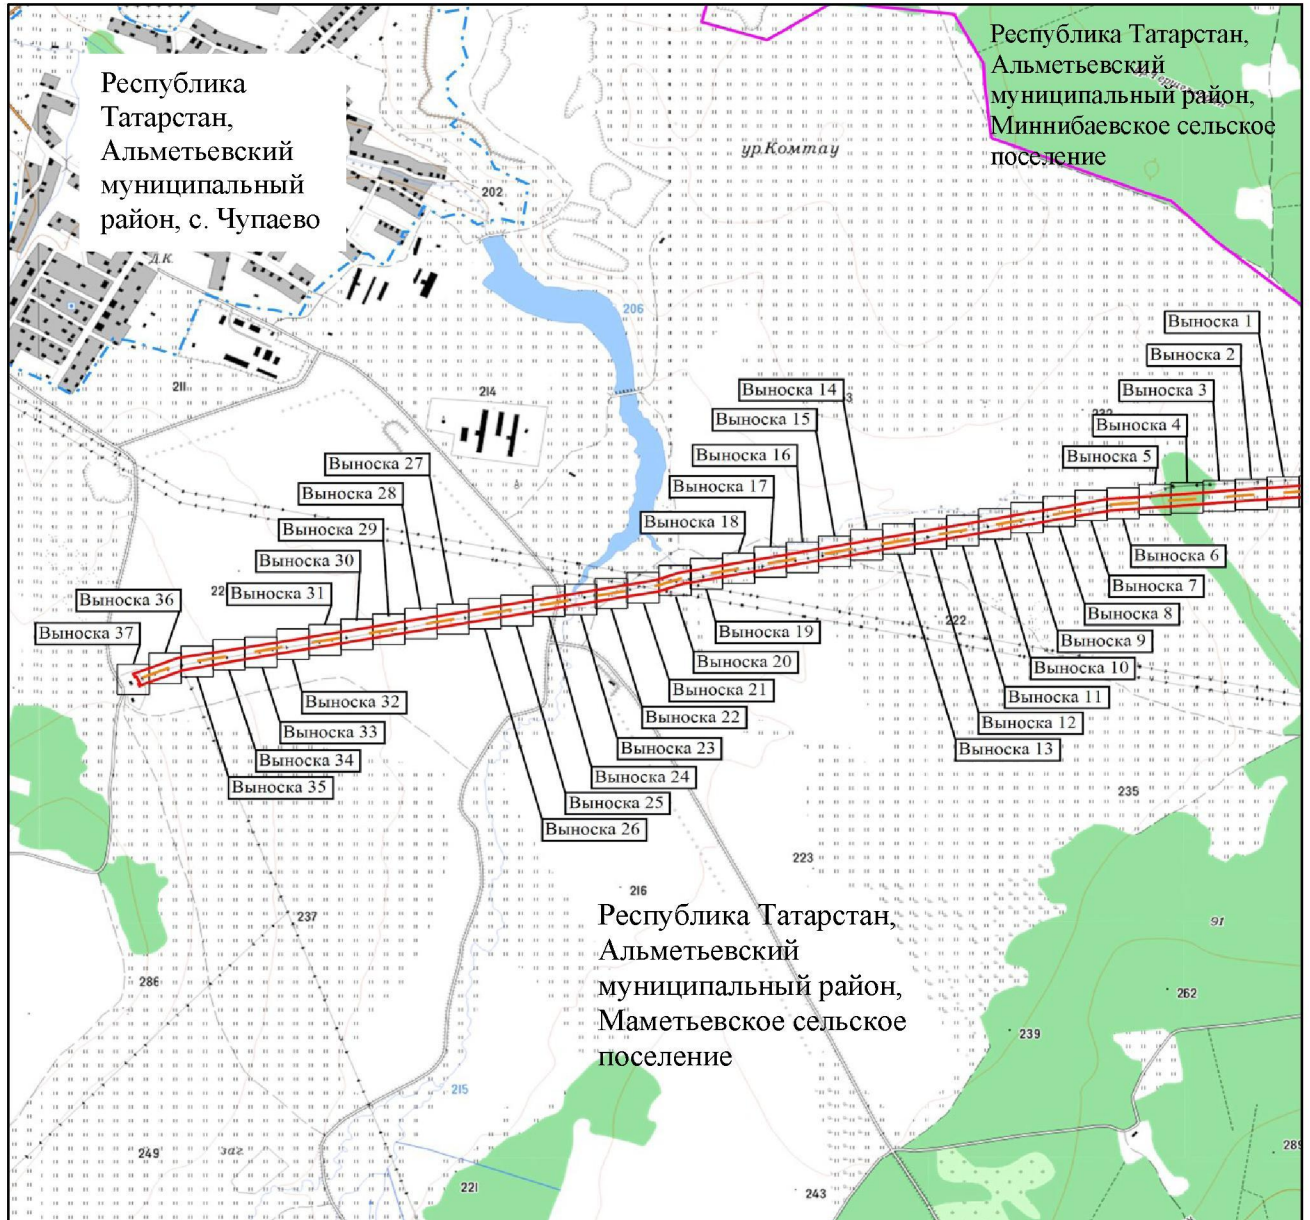 Республика
Татарстан,
Альметьевский
муниципальный
район, с. Чупаево
Республика Татарстан,
Альметьевский
муниципальный район,
Миннибаевское сельское
поселение
ур.Комтау
202
Д.К.
206
211
214
Выноска 1
Выноска 2
Выноска 3
Выноска 4
Выноска 5
Выноска 14
Выноска 15
Выноска 16
Выноска 17
Выноска 18
Выноска 27
Выноска 28
Выноска 29
Выноска 30
Выноска 31
Выноска 36
Выноска 37
Выноска 6
Выноска 7
Выноска 8
Выноска 9
Выноска 10
Выноска 11
Выноска 12
Выноска 13
222
Выноска 19
Выноска 20
Выноска 21
Выноска 22
Выноска 23
Выноска 24
Выноска 25
Выноска 26
Выноска 32
Выноска 33
Выноска 34
Выноска 35
235
223
216
237
91
Республика Татарстан,
Альметьевский
муниципальный район,
Маметьевское сельское
поселение
286
262
239
215
249
заг
221
243